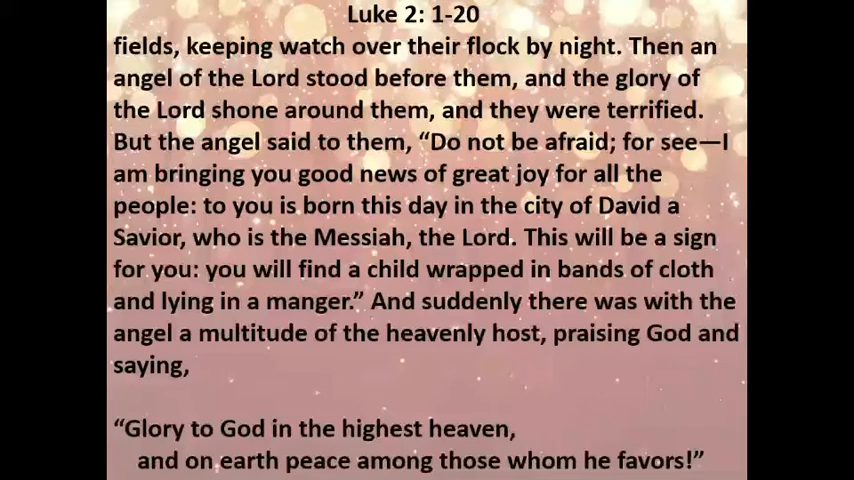 Luke 2: 1-20
fields, keeping watch over their flock by night. Then an
angel of the Lord stood before them, and the glory of
the Lord shone around them, and they were terrified.
But the angel said to them, “Do not be afraid; for see—I
am bringing you good news of great joy for all the
people: to you is born this day in the city of David a
Savior, who is the Messiah, the Lord. This will be a sign
for you: you will find a child wrapped in bands of cloth
and lying in a manger.” And suddenly there was with the
angel a multitude of the heavenly host, praising God and
saying,
“Glory to God in the highest heaven,
and on earth peace among those whom he favors!”